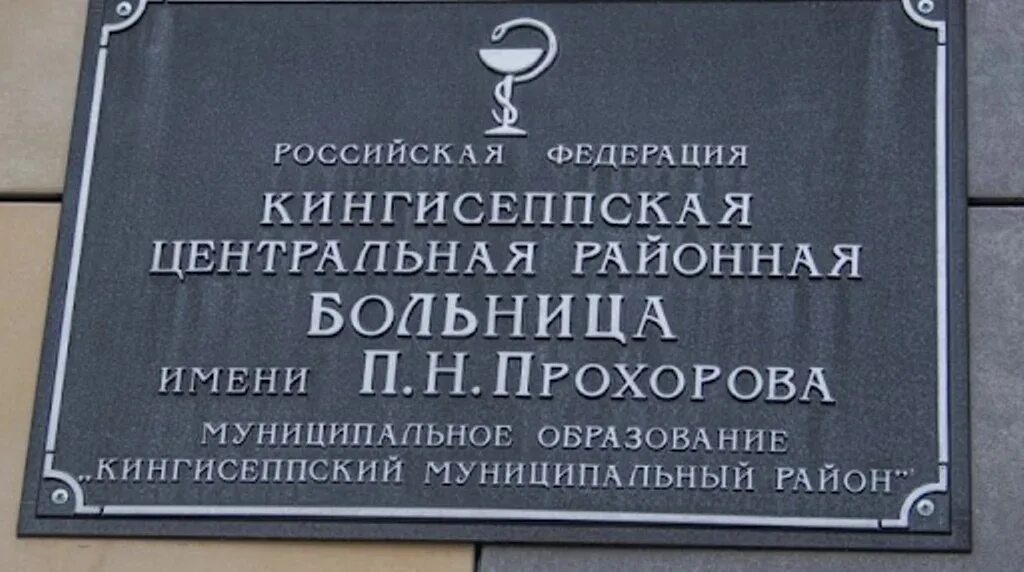 РОССИЙСКАЯ ФЕДЕРАЦИЯ
КИНГИСЕППСКАЯ
ЦЕНТРАЛЬНАЯ РАЙОННАЯ
БОЛЬНИЦА
ИМЕНИ П.Н.ПРОХОРОВА
МУНИЦИПАЛЬНОЕ ОБРАЗОВАНИЕ
„КИНГИСЕППСКИЙ МУНИЦИПАЛЬНЫЙ РАЙОН"